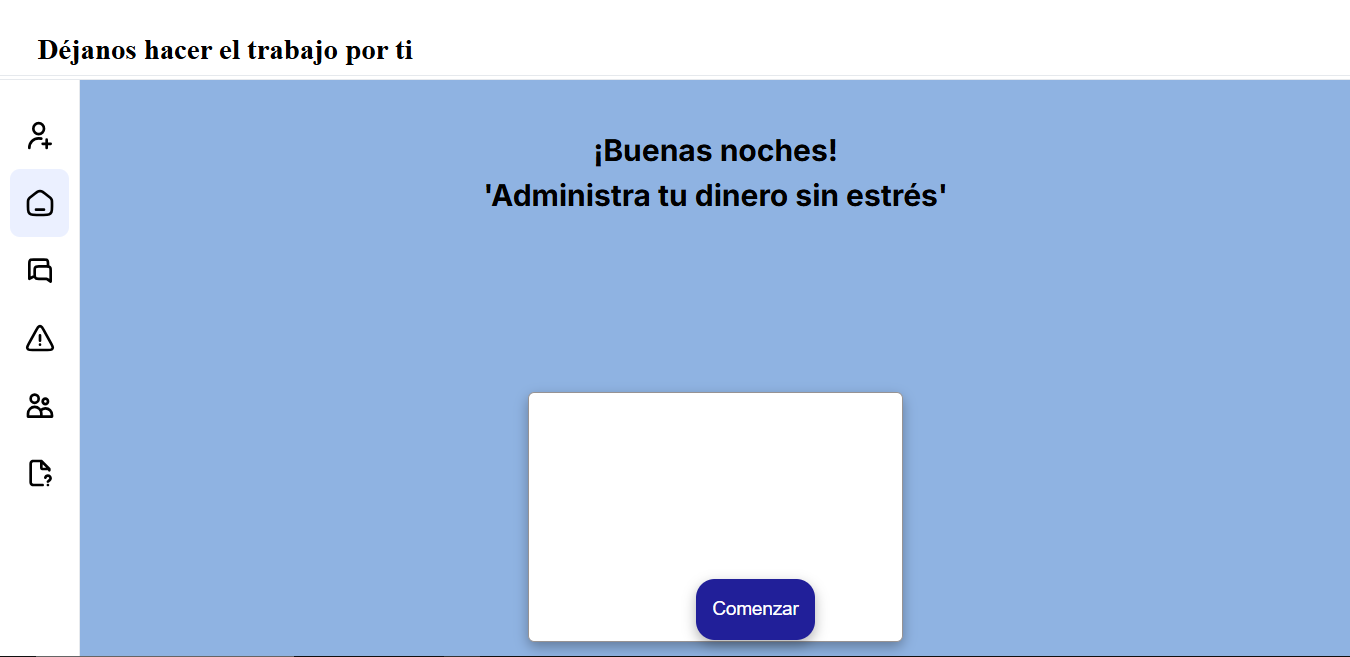 Déjanos hacer el trabajo por ti
¡Buenas noches!
'Administra tu dinero sin estrés'
Comenzar